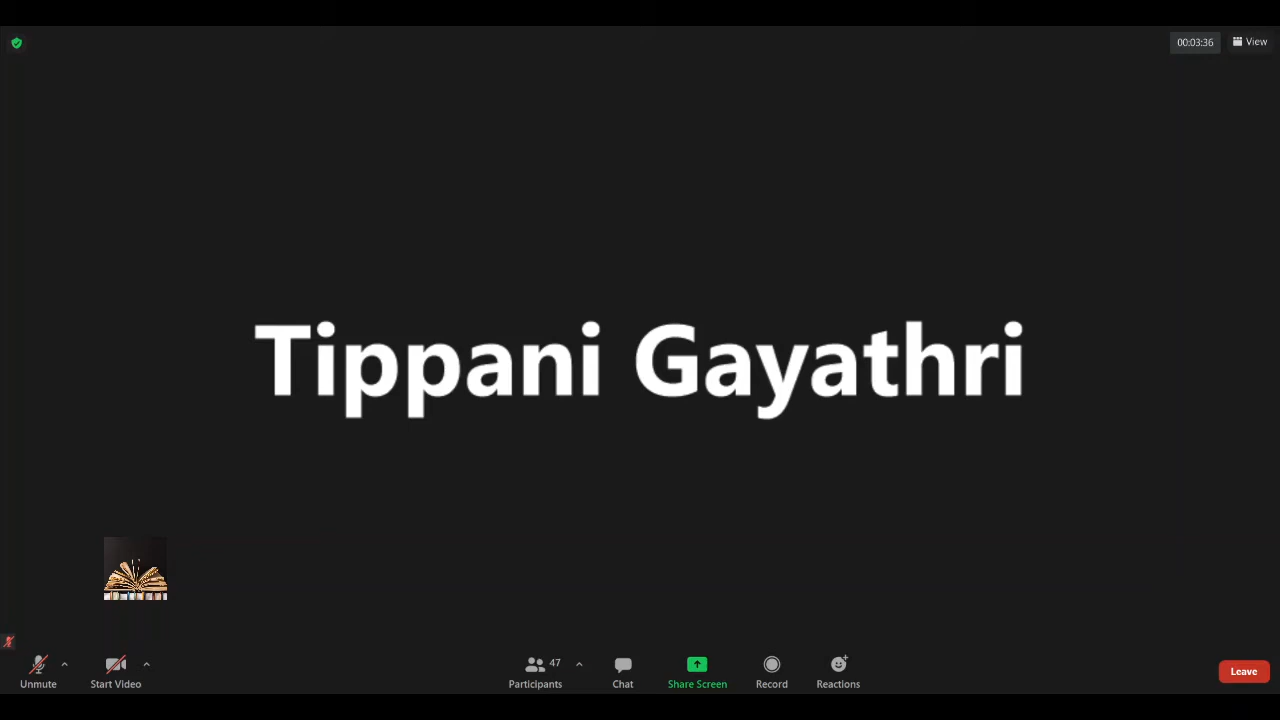 00:03:36
View
Tippani Gayathri
Unmute
Start Video
47
Participants
Chat
Share Screen
Record
Reactions
Leave